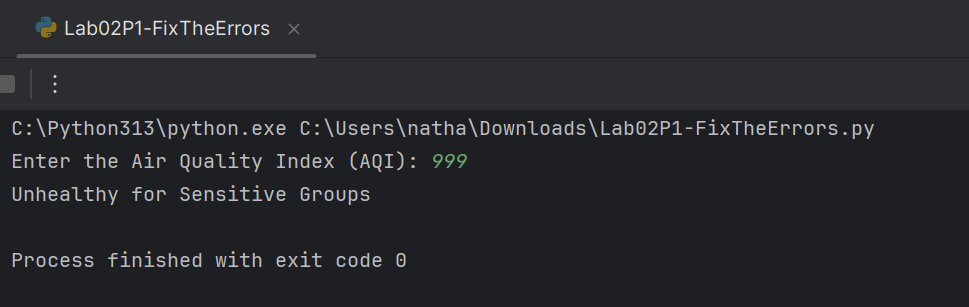 Lab02P1-FixTheErrors
C:\Python313\python.exe C:\Users\natha\Downloads\Lab02P1-FixTheErrors.py
Enter the Air Quality Index (AQI): 999
Unhealthy for Sensitive Groups
Process finished with exit code 0